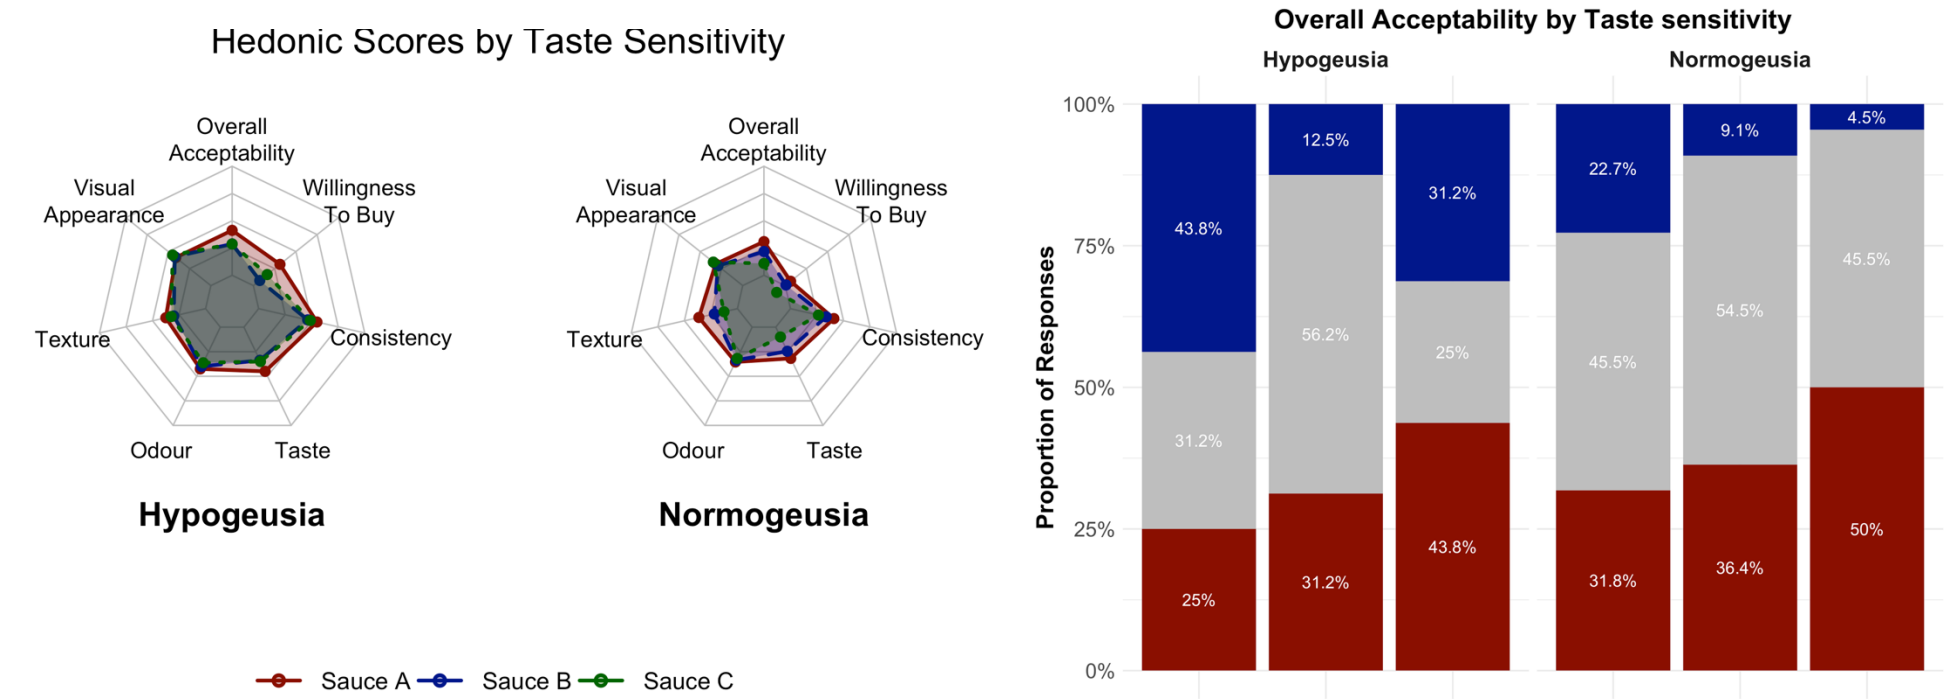 Hedonic Scores by Taste Sensitivity
Overall
Acceptability
Visual
Appearance
Willingness
To Buy
Texture
Consistency
Odour
Taste
Hypogeusia
Overall
Acceptability
Visual
Appearance
Willingness
To Buy
Texture
Consistency
Odour
Taste
Normogeusia
Sauce A
Sauce B
Sauce C
Overall Acceptability by Taste sensitivity
Hypogeusia
Normogeusia
Proportion of Responses
100%
75%
50%
25%
0%
43.8%
31.2%
25%
12.5%
56.2%
31.2%
31.2%
25%
43.8%
22.7%
45.5%
31.8%
9.1%
54.5%
36.4%
4.5%
45.5%
50%